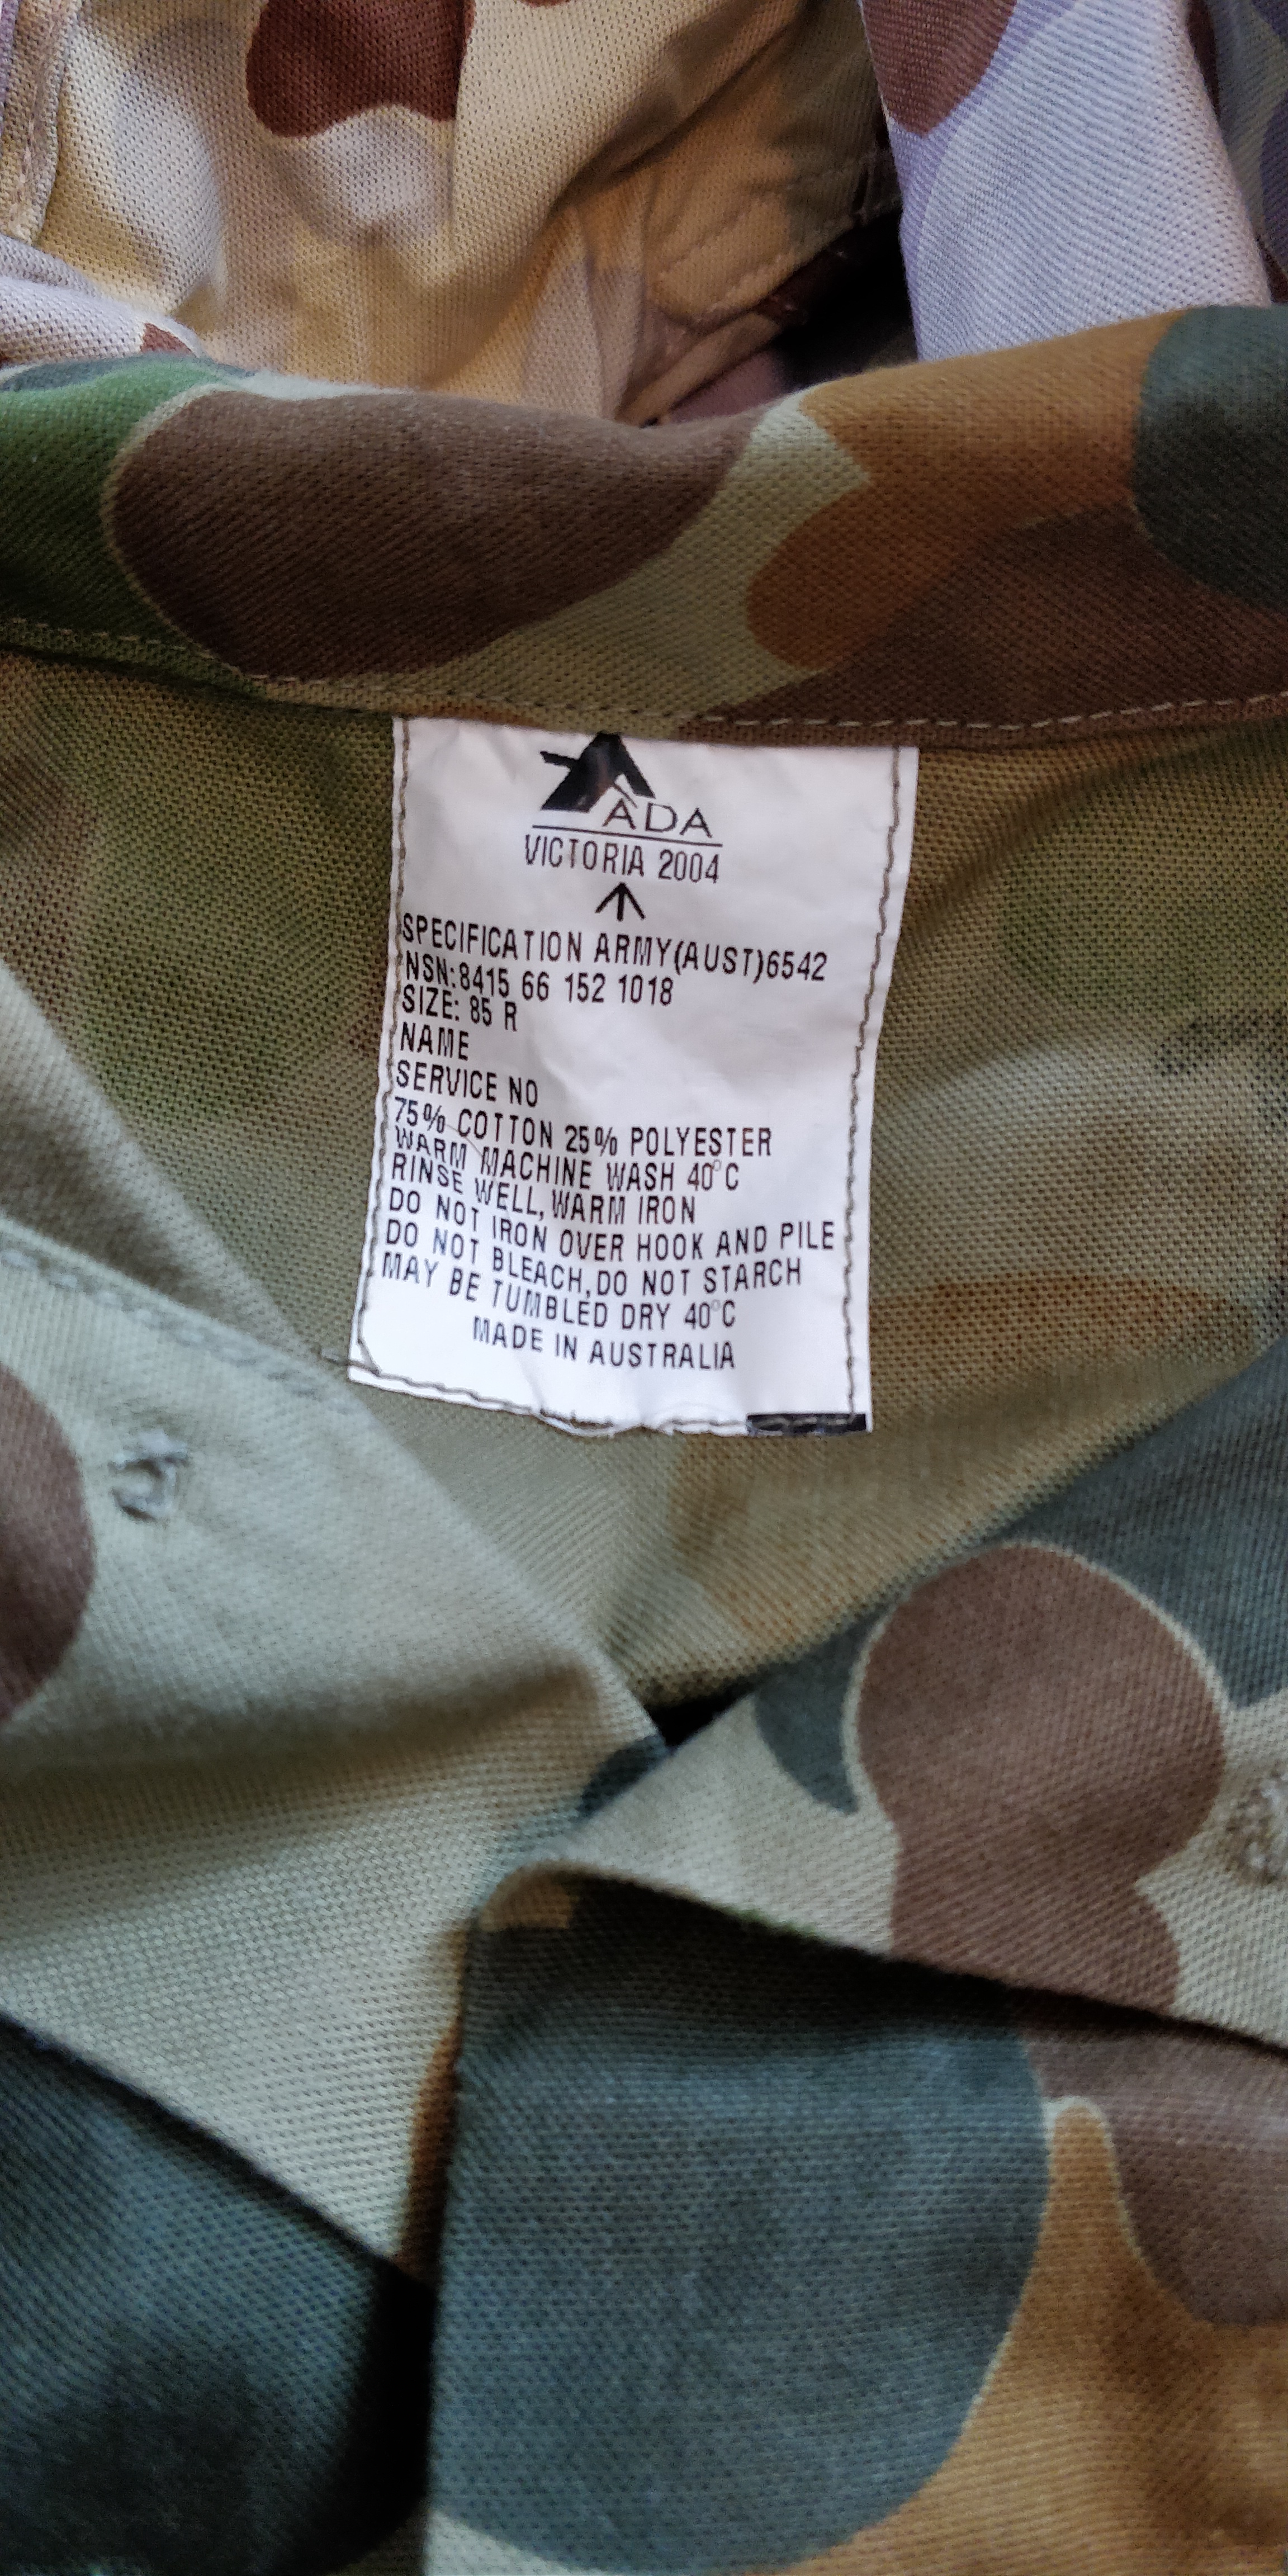 ADA
VICTORIA 2004
SPECIFICATION ARMY(AUST)6542
NSN:8415 66 152 1018
SIZE: 85 R
NAME
SERVICE NO
75% COTTON 25% POLYESTER
WARM MACHINE WASH 40°C
RINSE WELL, WARM IRON
DO NOT IRON OVER HOOK AND PILE
DO NOT BLEACH, DO NOT STARCH
MAY BE TUMBLED DRY 40°C
MADE IN AUSTRALIA